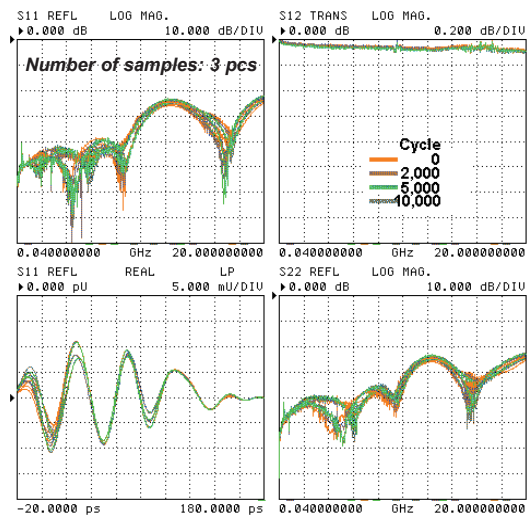 S11 REFL LOG MAG.
▶0.000 dB 10.000 dB/DIV
Number of samples: 3 pcs
0.040000000 GHz 20.000000000
S12 TRANS LOG MAG.
▶0.000 dB 0.200 dB/DIV
Cycle
0
2,000
5,000
10,000
0.040000000 GHz 20.000000000
S11 REFL REAL LP
▶0.000 pU 5.000 mU/DIV
-20.0000 ps 180.0000 ps
S22 REFL LOG MAG.
▶0.000 dB 10.000 dB/DIV
0.040000000 GHz 20.000000000